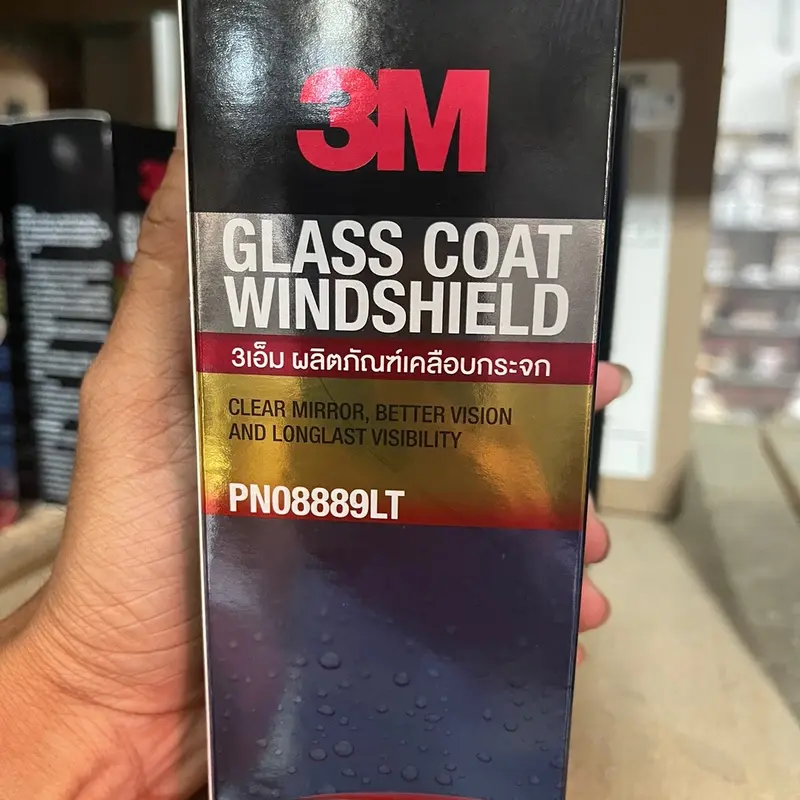 3M
GLASS COAT
WINDSHIELD
3เอ็ม ผลิตภัณฑ์เคลือบกระจก
CLEAR MIRROR, BETTER VISION
AND LONGLAST VISIBILITY
PN08889LT